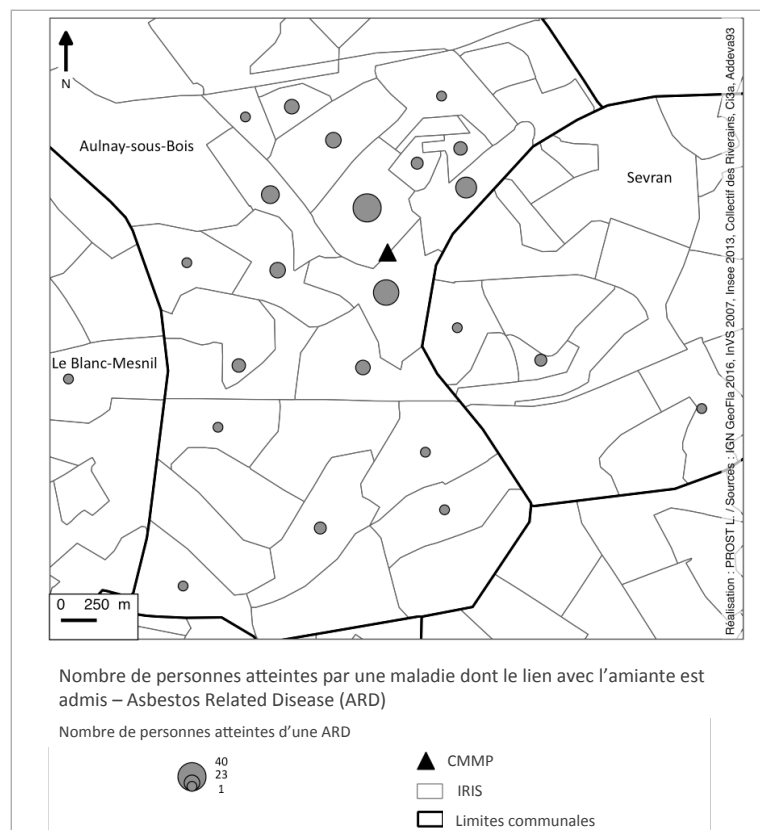 N
Aulnay-sous-Bois
Sevran
Le Blanc-Mesnil
0 250 m
Réalisation : PROST L. / Sources : IGN GeoFla 2016, InVS 2007, Insee 2013, Collectif des Riverains, Ci3a, Addeva93
Nombre de personnes atteintes par une maladie dont le lien avec l’amiante est
admis – Asbestos Related Disease (ARD)
Nombre de personnes atteintes d’une ARD
40
23
1
CMMP
IRIS
Limites communales